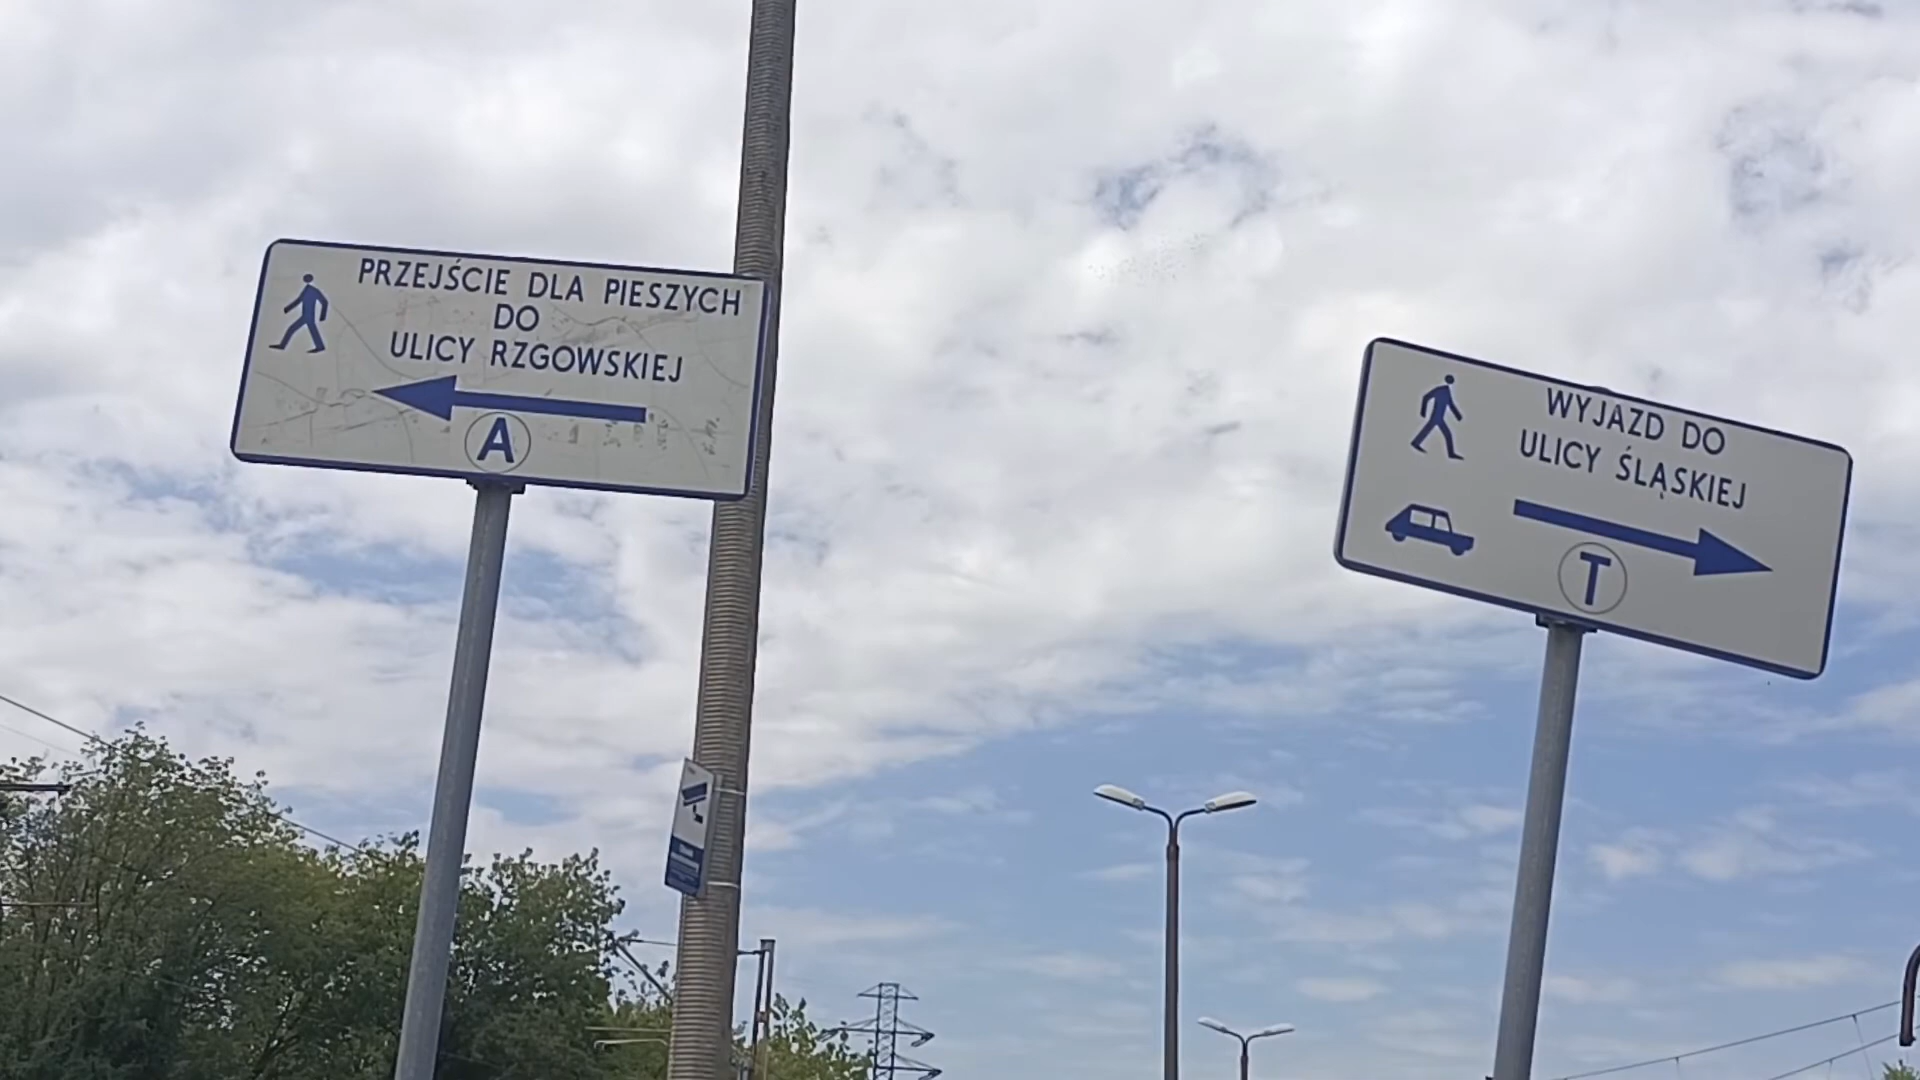 PRZEJŚCIE DLA PIESZYCH
DO
ULICY RZGOWSKIEJ
A
WYJAZD DO
ULICY ŚLĄSKIEJ
T